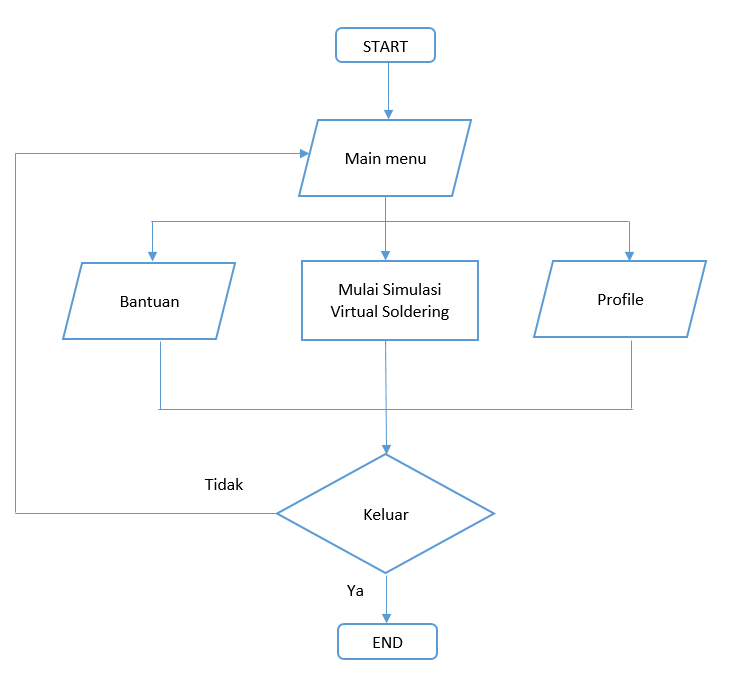 START
Main menu
Bantuan
Mulai Simulasi
Virtual Soldering
Profile
Tidak
Keluar
Ya
END